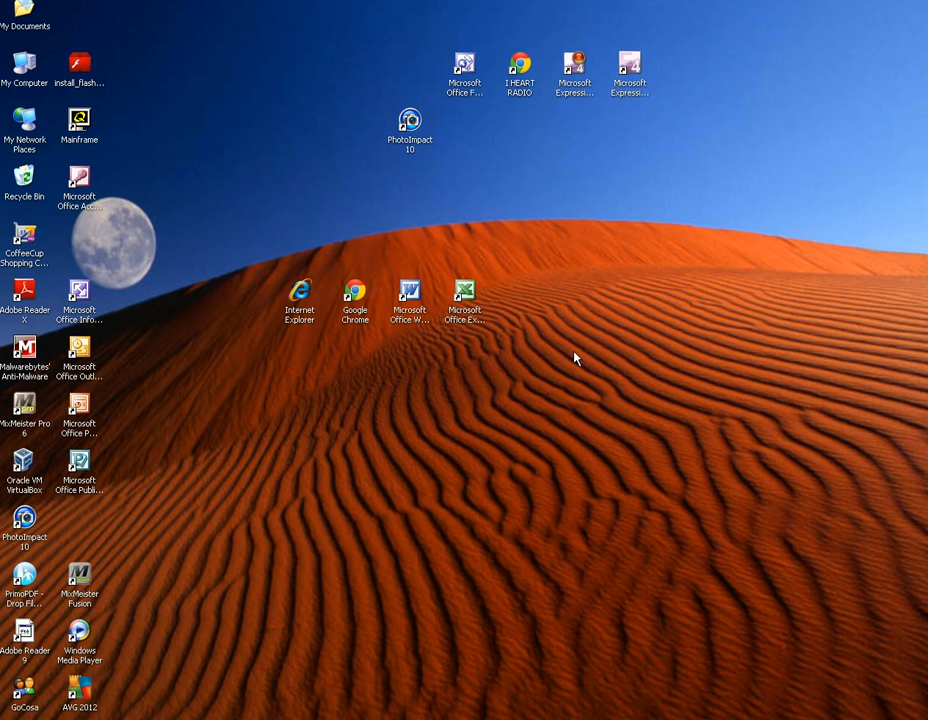 My Documents
My Computer
install_flash...
Microsoft
Office F...
I HEART
RADIO
Microsoft
Expressi...
Microsoft
Expressi...
My Network
Places
Mainframe
PhotoImpact
10
Recycle Bin
Microsoft
Office Acc...
CoffeeCup
Shopping C...
Adobe Reader
X
Microsoft
Office Info...
Internet
Explorer
Google
Chrome
Microsoft
Office W...
Microsoft
Office Ex...
Malwarebytes'
Anti-Malware
Microsoft
Office Outl...
MixMeister Pro
6
Microsoft
Office P...
Oracle VM
VirtualBox
Microsoft
Office Publi...
PhotoImpact
10
PrimoPDF -
Drop Fil...
MixMeister
Fusion
Adobe Reader
9
Windows
Media Player
GoCosa
AVG 2012